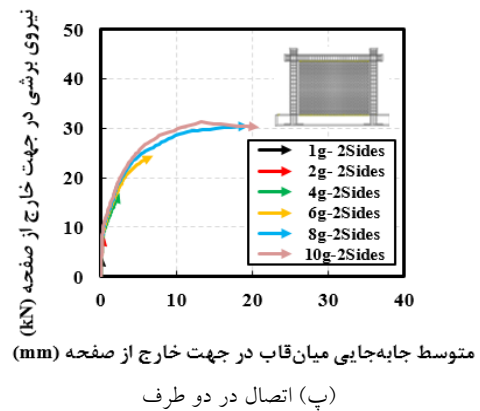 نیروی برشی در جهت خارج از صفحه (kN)
50
40
30
20
10
0
1g-2Sides
2g- 2Sides
4g-2Sides
6g-2Sides
8g-2Sides
10g-2Sides
0 10 20 30 40
متوسط جابه‌جایی میان‌قاب در جهت خارج از صفحه (mm)
(پ) اتصال در دو طرف